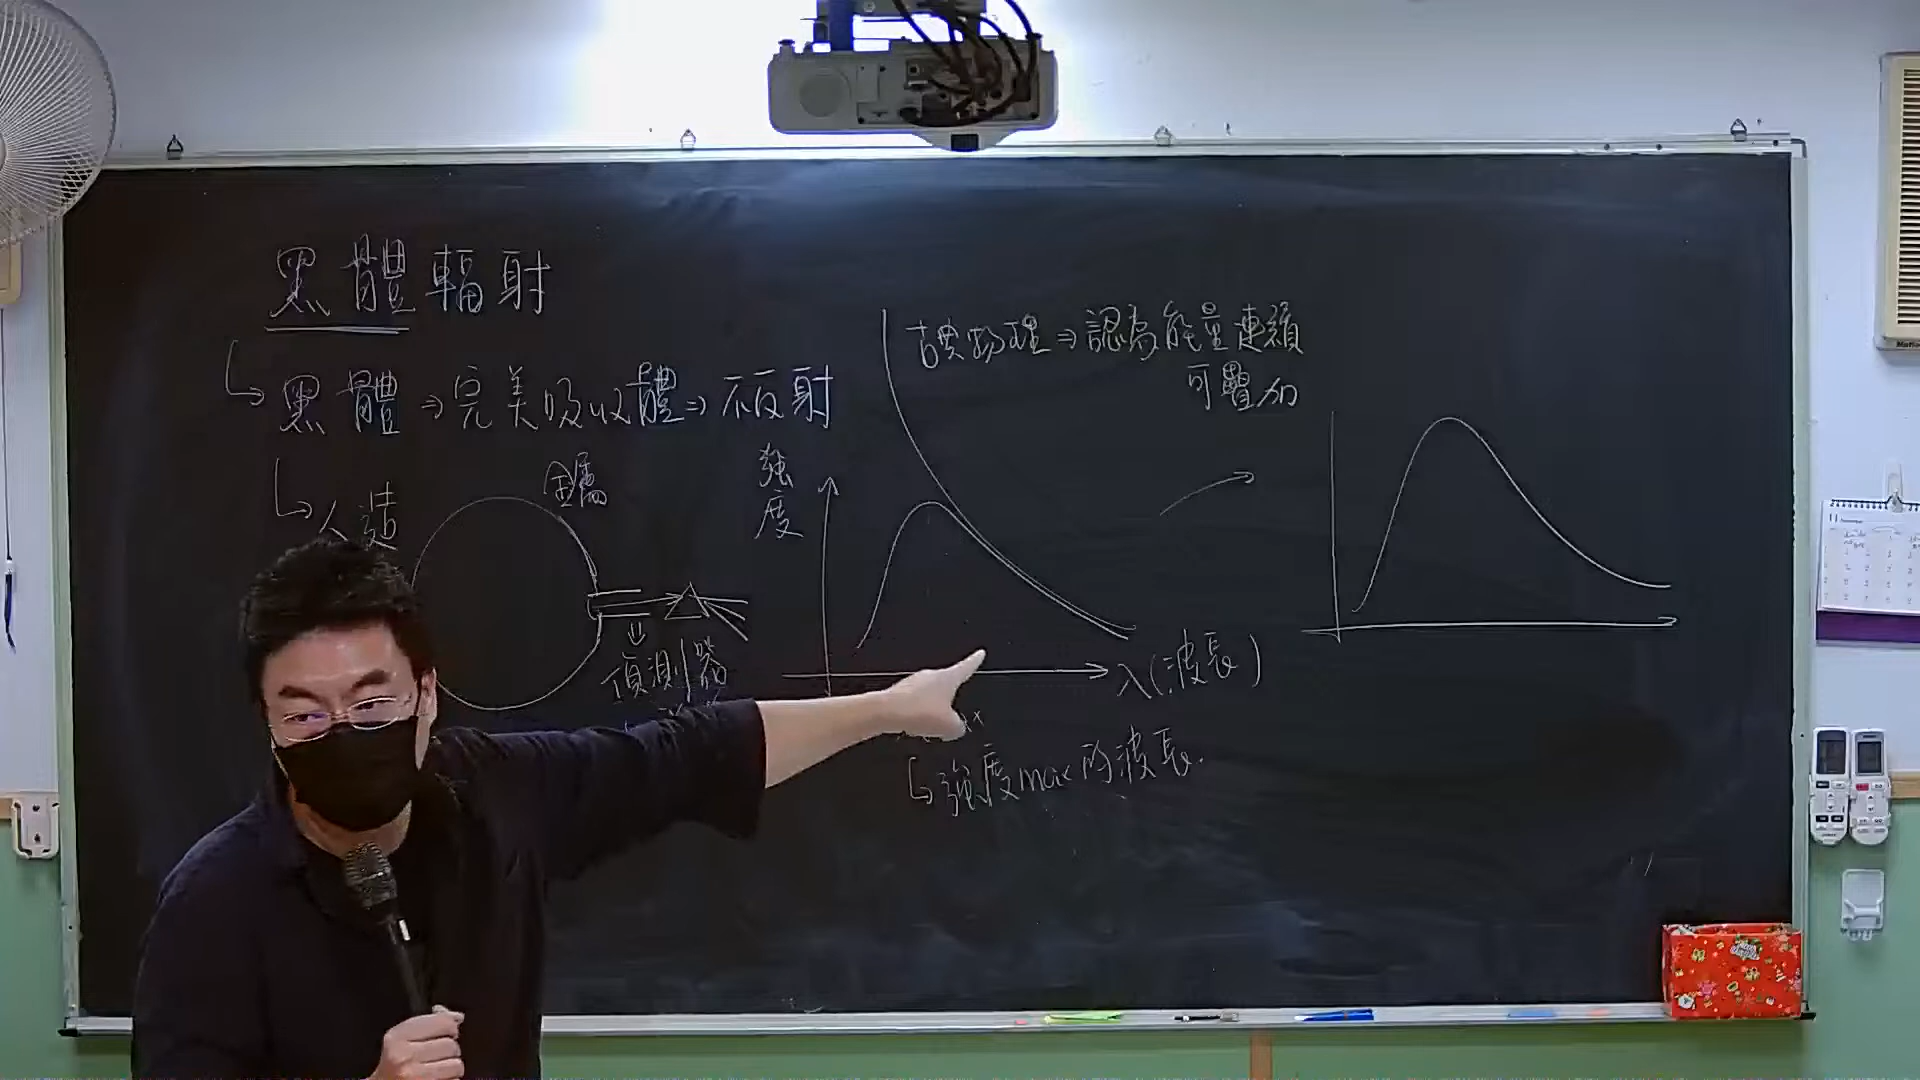 黑體輻射
黑體⇒完美吸收體⇒不反射
人造
金屬
偵測器
強度
古典物理⇒認為能量連續
可疊加
λ(波長)
強度max的波長.